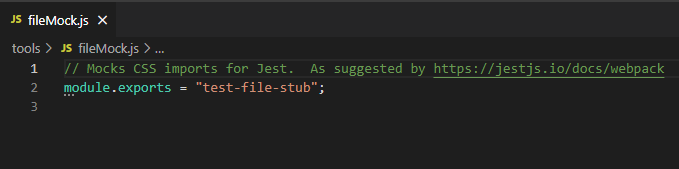 JS fileMock.js ×
tools > JS fileMock.js > ...
1 // Mocks CSS imports for Jest.  As suggested by https://jestjs.io/docs/webpack
2 module.exports = "test-file-stub";
3